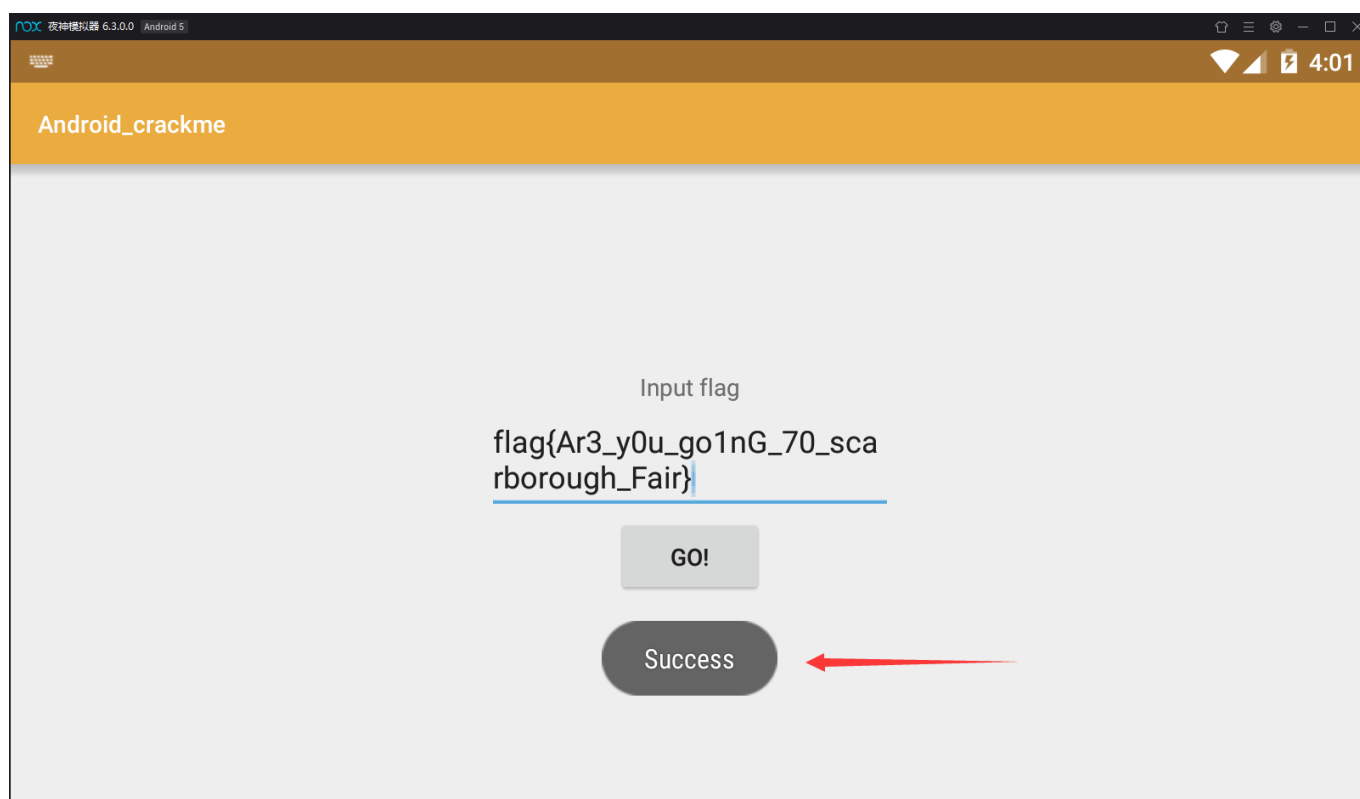 nox 夜神模拟器 6.3.0.0 Android 5
4:01
Android_crackme
Input flag
flag{Ar3_y0u_go1nG_70_sca
rborough_Fair}
GO!
Success